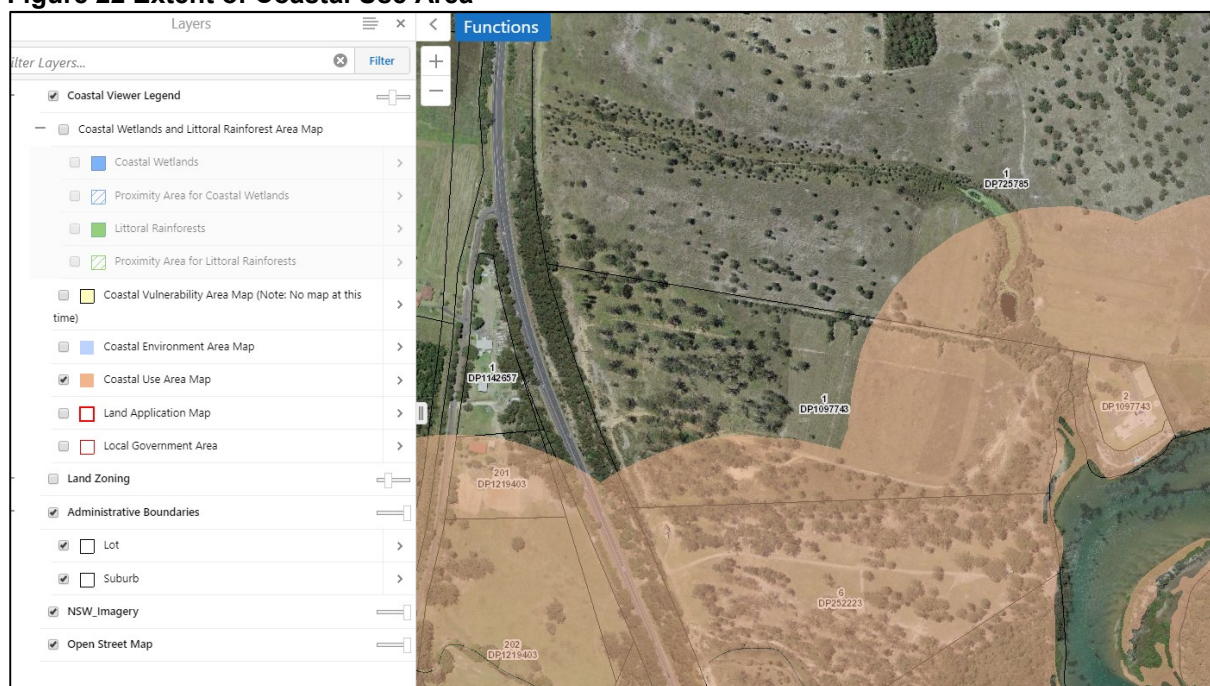 Figure 22 Extent of Coastal Use Area
Layers
Functions
ilter Layers...
Filter
Coastal Viewer Legend
Coastal Wetlands and Littoral Rainforest Area Map
Coastal Wetlands
Proximity Area for Coastal Wetlands
Littoral Rainforests
Proximity Area for Littoral Rainforests
Coastal Vulnerability Area Map (Note: No map at this
time)
Coastal Environment Area Map
Coastal Use Area Map
Land Application Map
Local Government Area
Land Zoning
Administrative Boundaries
Lot
Suburb
NSW_Imagery
Open Street Map
1
DP725785
1
DP1142657
1
DP1097743
2
DP1097743
201
DP1219403
6
DP252223
202
DP1219403